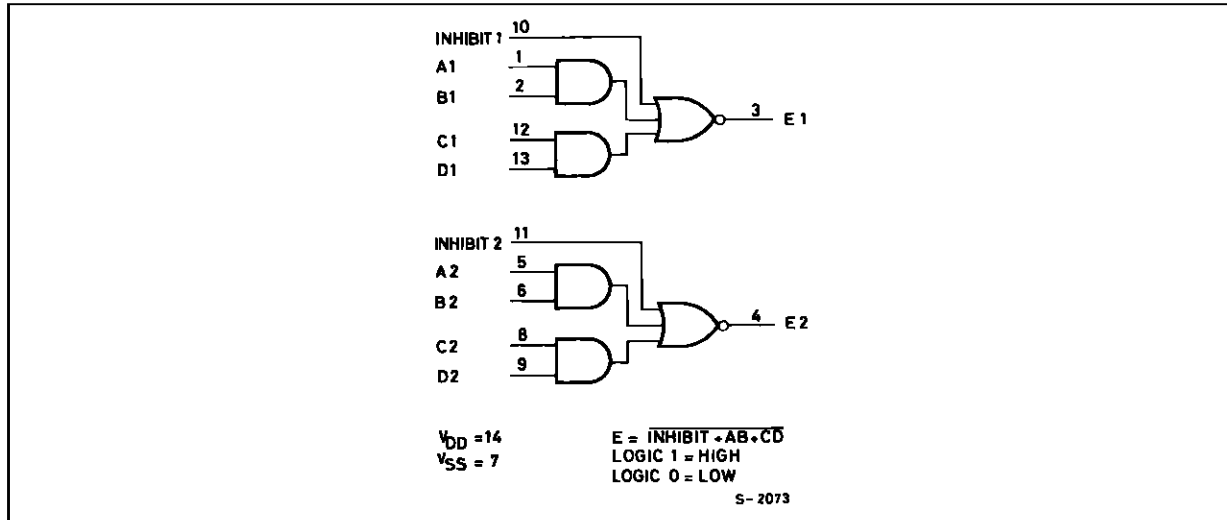 INHIBIT 1 10
A1 1
B1 2
3 E1
C1 12
D1 13
INHIBIT 2 11
A2 5
B2 6
4 E2
C2 8
D2 9
VDD = 14
VSS = 7
E = INHIBIT + AB + CD
LOGIC 1 = HIGH
LOGIC 0 = LOW
S-2073